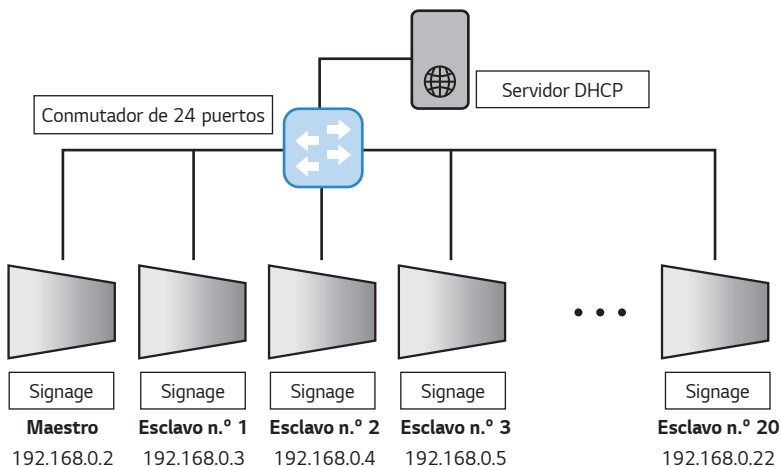 Servidor DHCP
Conmutador de 24 puertos
Signage Signage Signage Signage Signage
Maestro Esclavo n.º 1 Esclavo n.º 2 Esclavo n.º 3 Esclavo n.º 20
192.168.0.2 192.168.0.3 192.168.0.4 192.168.0.5 192.168.0.22